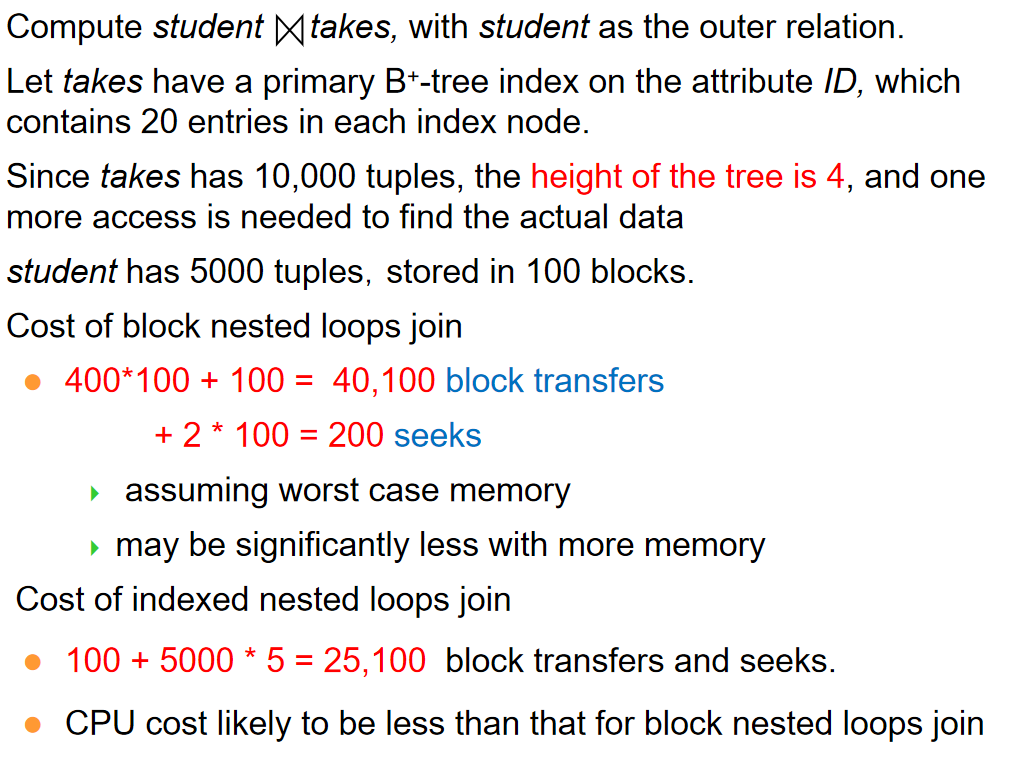 Compute student ⋈ takes, with student as the outer relation.
Let takes have a primary B⁺-tree index on the attribute ID, which
contains 20 entries in each index node.
Since takes has 10,000 tuples, the height of the tree is 4, and one
more access is needed to find the actual data
student has 5000 tuples, stored in 100 blocks.
Cost of block nested loops join
400*100 + 100 = 40,100 block transfers
+ 2 * 100 = 200 seeks
assuming worst case memory
may be significantly less with more memory
Cost of indexed nested loops join
100 + 5000 * 5 = 25,100 block transfers and seeks.
CPU cost likely to be less than that for block nested loops join